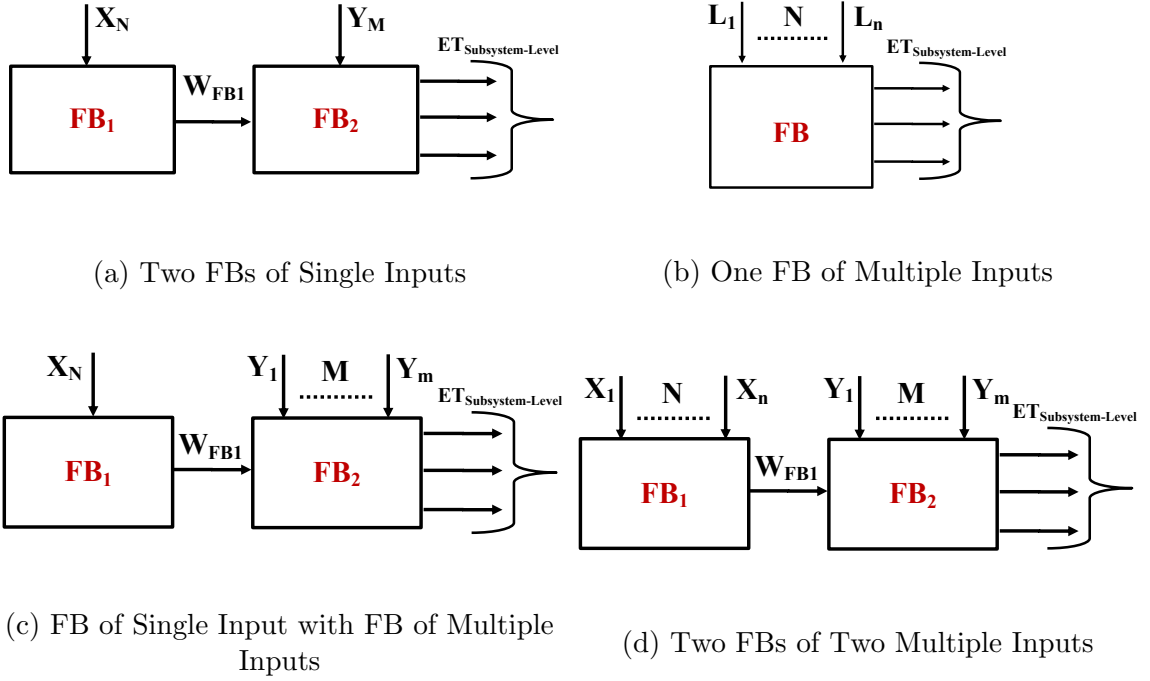 X_N
Y_M
ET_Subsystem-Level
W_FB1
FB_1
FB_2
(a) Two FBs of Single Inputs
L_1 N L_n
ET_Subsystem-Level
FB
(b) One FB of Multiple Inputs
X_N
Y_1 M Y_m
ET_Subsystem-Level
W_FB1
FB_1
FB_2
(c) FB of Single Input with FB of Multiple
Inputs
X_1 N X_n
Y_1 M Y_m
ET_Subsystem-Level
W_FB1
FB_1
FB_2
(d) Two FBs of Two Multiple Inputs